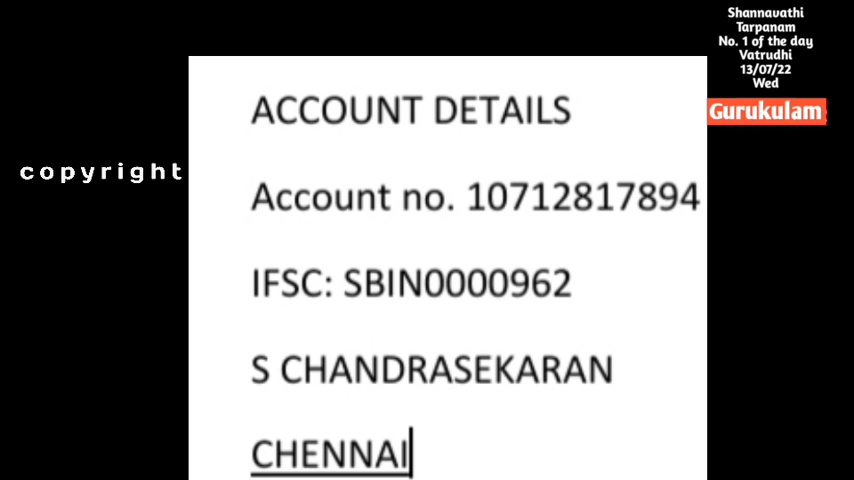 Shannavathi
Tarpanam
No. 1 of the day
Vatrudhi
13/07/22
Wed
Gurukulam
copyright
ACCOUNT DETAILS
Account no. 10712817894
IFSC: SBIN0000962
S CHANDRASEKARAN
CHENNAI